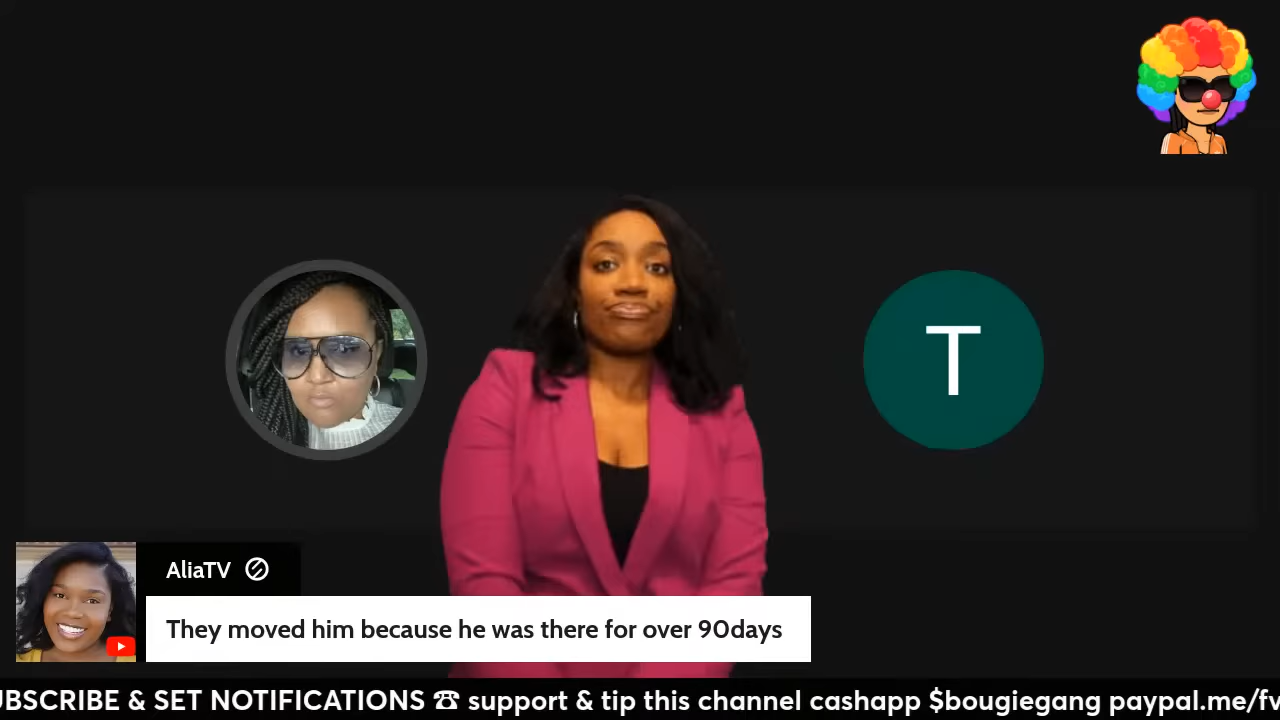 T
AliaTV
They moved him because he was there for over 90days
UBSCRIBE & SET NOTIFICATIONS ☎ support & tip this channel cashapp $bougiegang paypal.me/fv